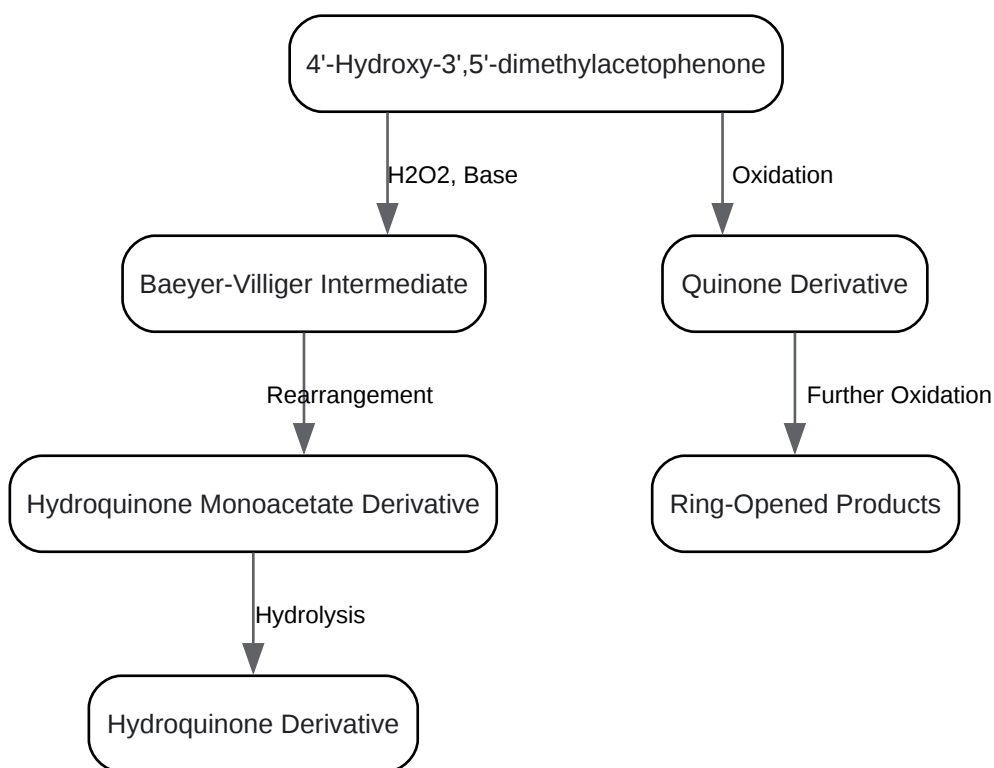 4'-Hydroxy-3',5'-dimethylacetophenone
H2O2, Base
Oxidation
Baeyer-Villiger Intermediate
Quinone Derivative
Rearrangement
Further Oxidation
Hydroquinone Monoacetate Derivative
Ring-Opened Products
Hydrolysis
Hydroquinone Derivative